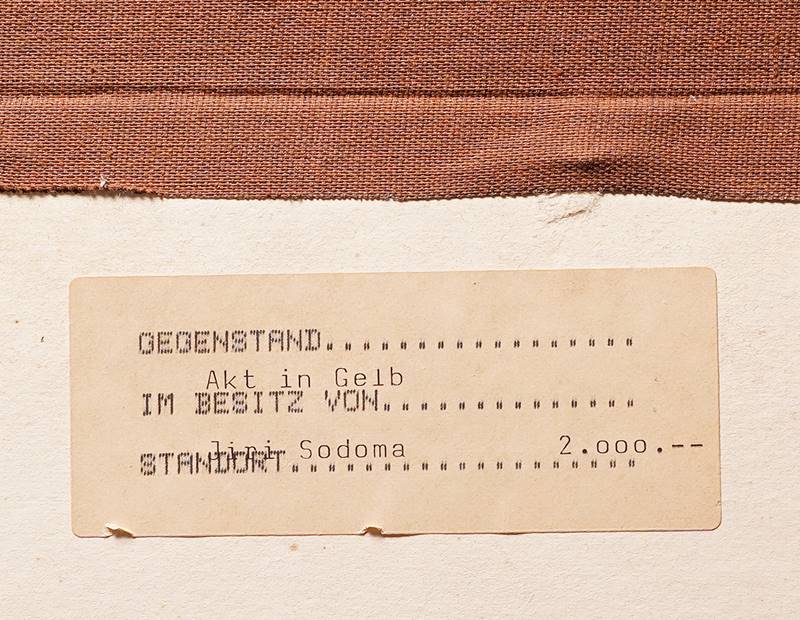 GEGENSTAND..................
Akt in Gelb
IM BESITZ VON..............
Jiri Sodoma 2.ooo.--
STANDORT...................